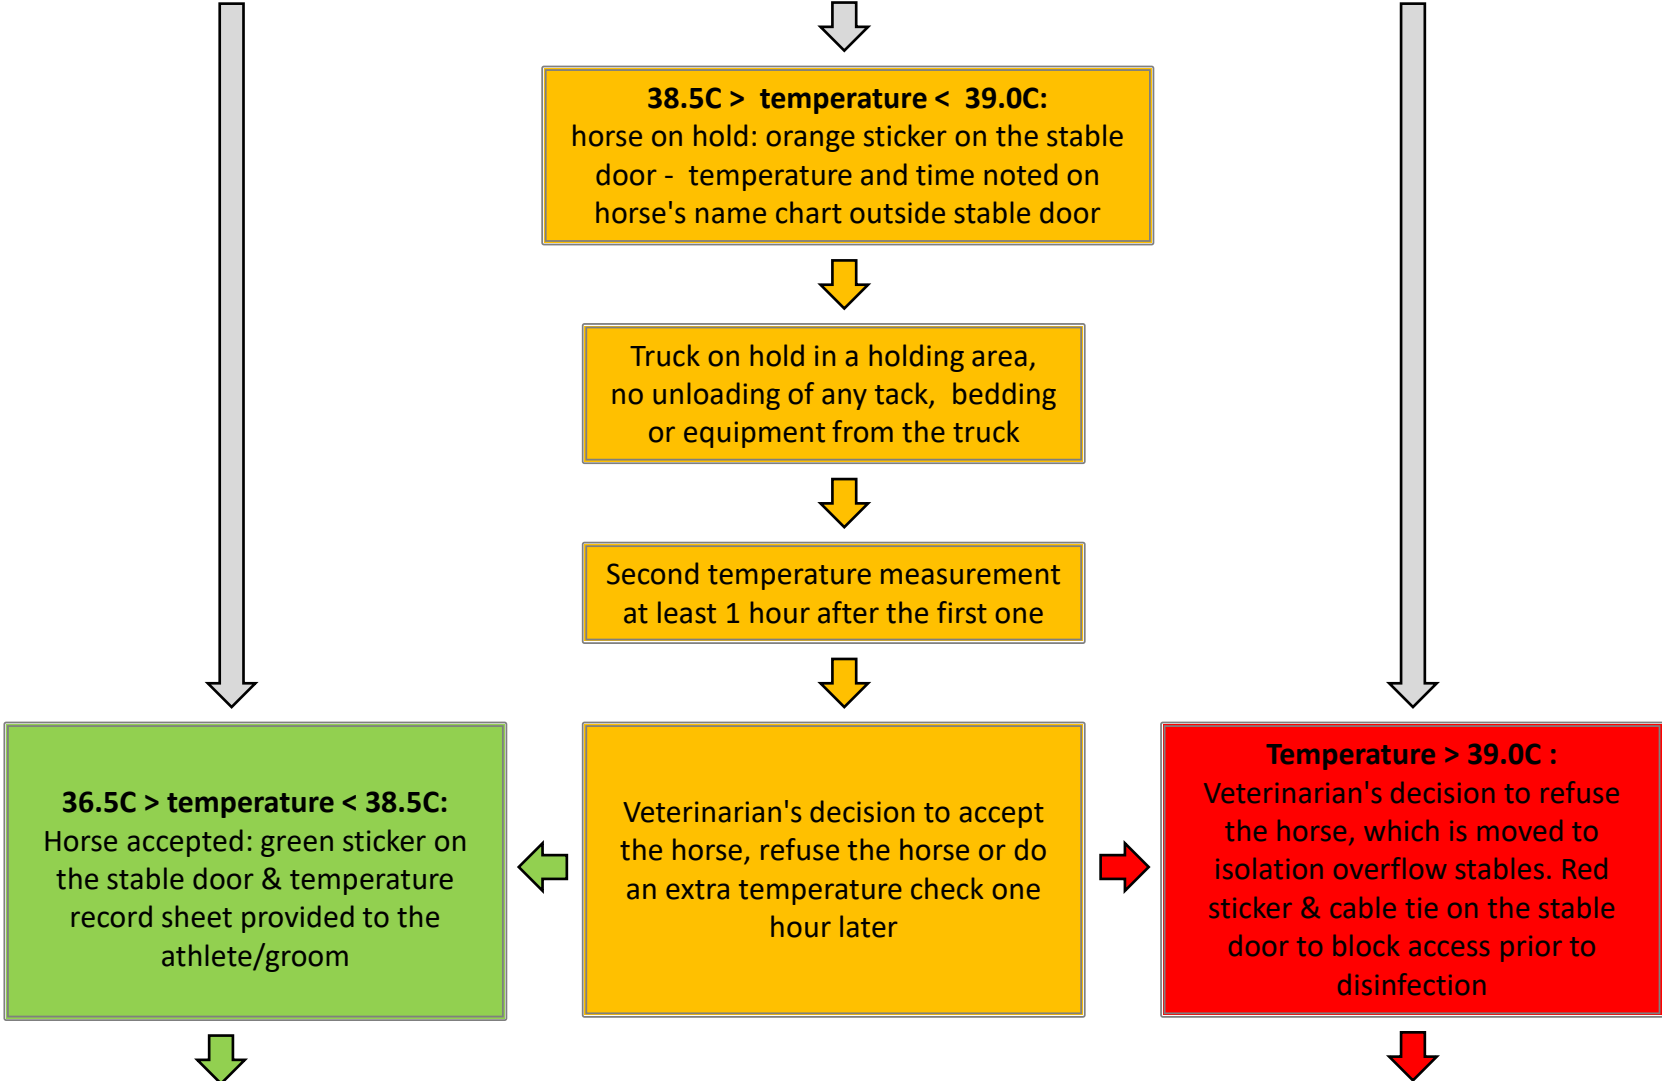 38.5C > temperature < 39.0C:
horse on hold: orange sticker on the stable
door - temperature and time noted on
horse's name chart outside stable door
Truck on hold in a holding area,
no unloading of any tack, bedding
or equipment from the truck
Second temperature measurement
at least 1 hour after the first one
36.5C > temperature < 38.5C:
Horse accepted: green sticker on
the stable door & temperature
record sheet provided to the
athlete/groom
Veterinarian's decision to accept
the horse, refuse the horse or do
an extra temperature check one
hour later
Temperature > 39.0C :
Veterinarian's decision to refuse
the horse, which is moved to
isolation overflow stables. Red
sticker & cable tie on the stable
door to block access prior to
disinfection